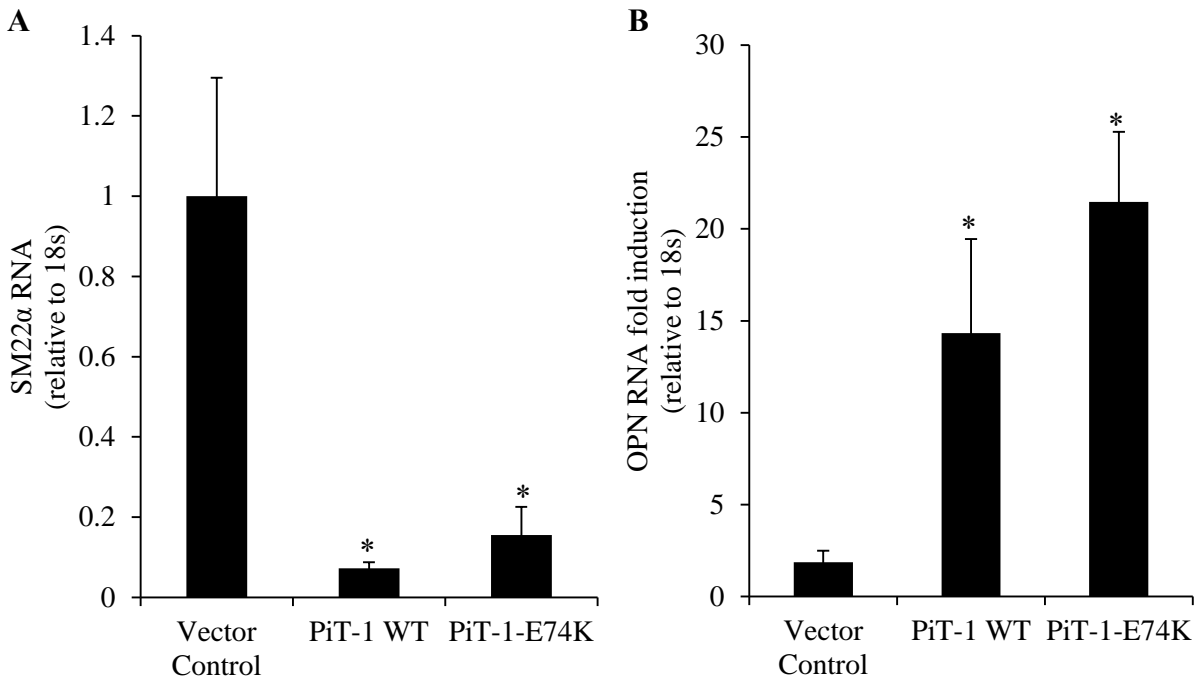 A
SM22α RNA
(relative to 18s)
1.4
1.2
1
0.8
0.6
0.4
0.2
0
*
*
Vector
Control
PiT-1 WT
PiT-1-E74K
B
OPN RNA fold induction
(relative to 18s)
30
25
20
15
10
5
0
*
*
Vector
Control
PiT-1 WT
PiT-1-E74K